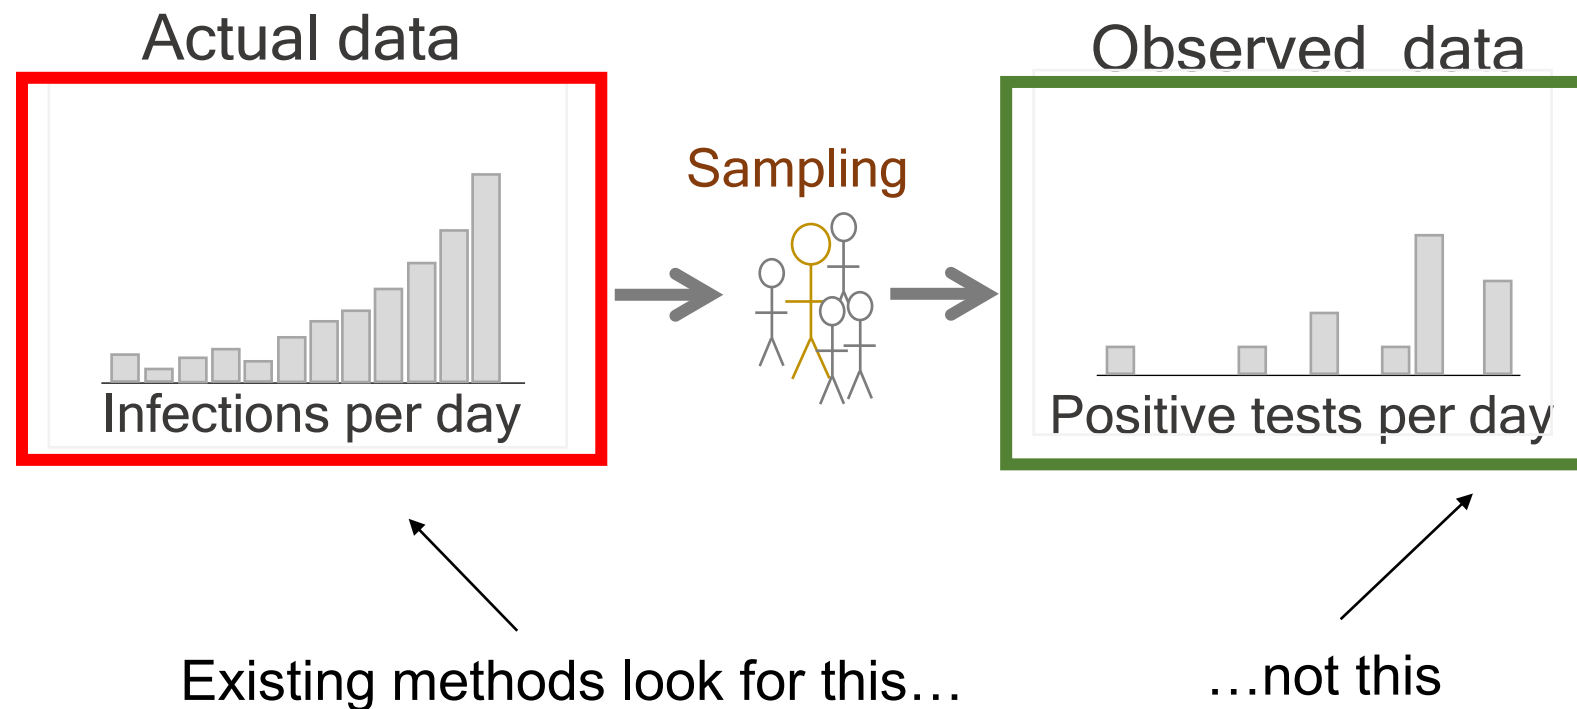 Actual data
Observed data
Sampling
Infections per day
Positive tests per day
Existing methods look for this…
…not this